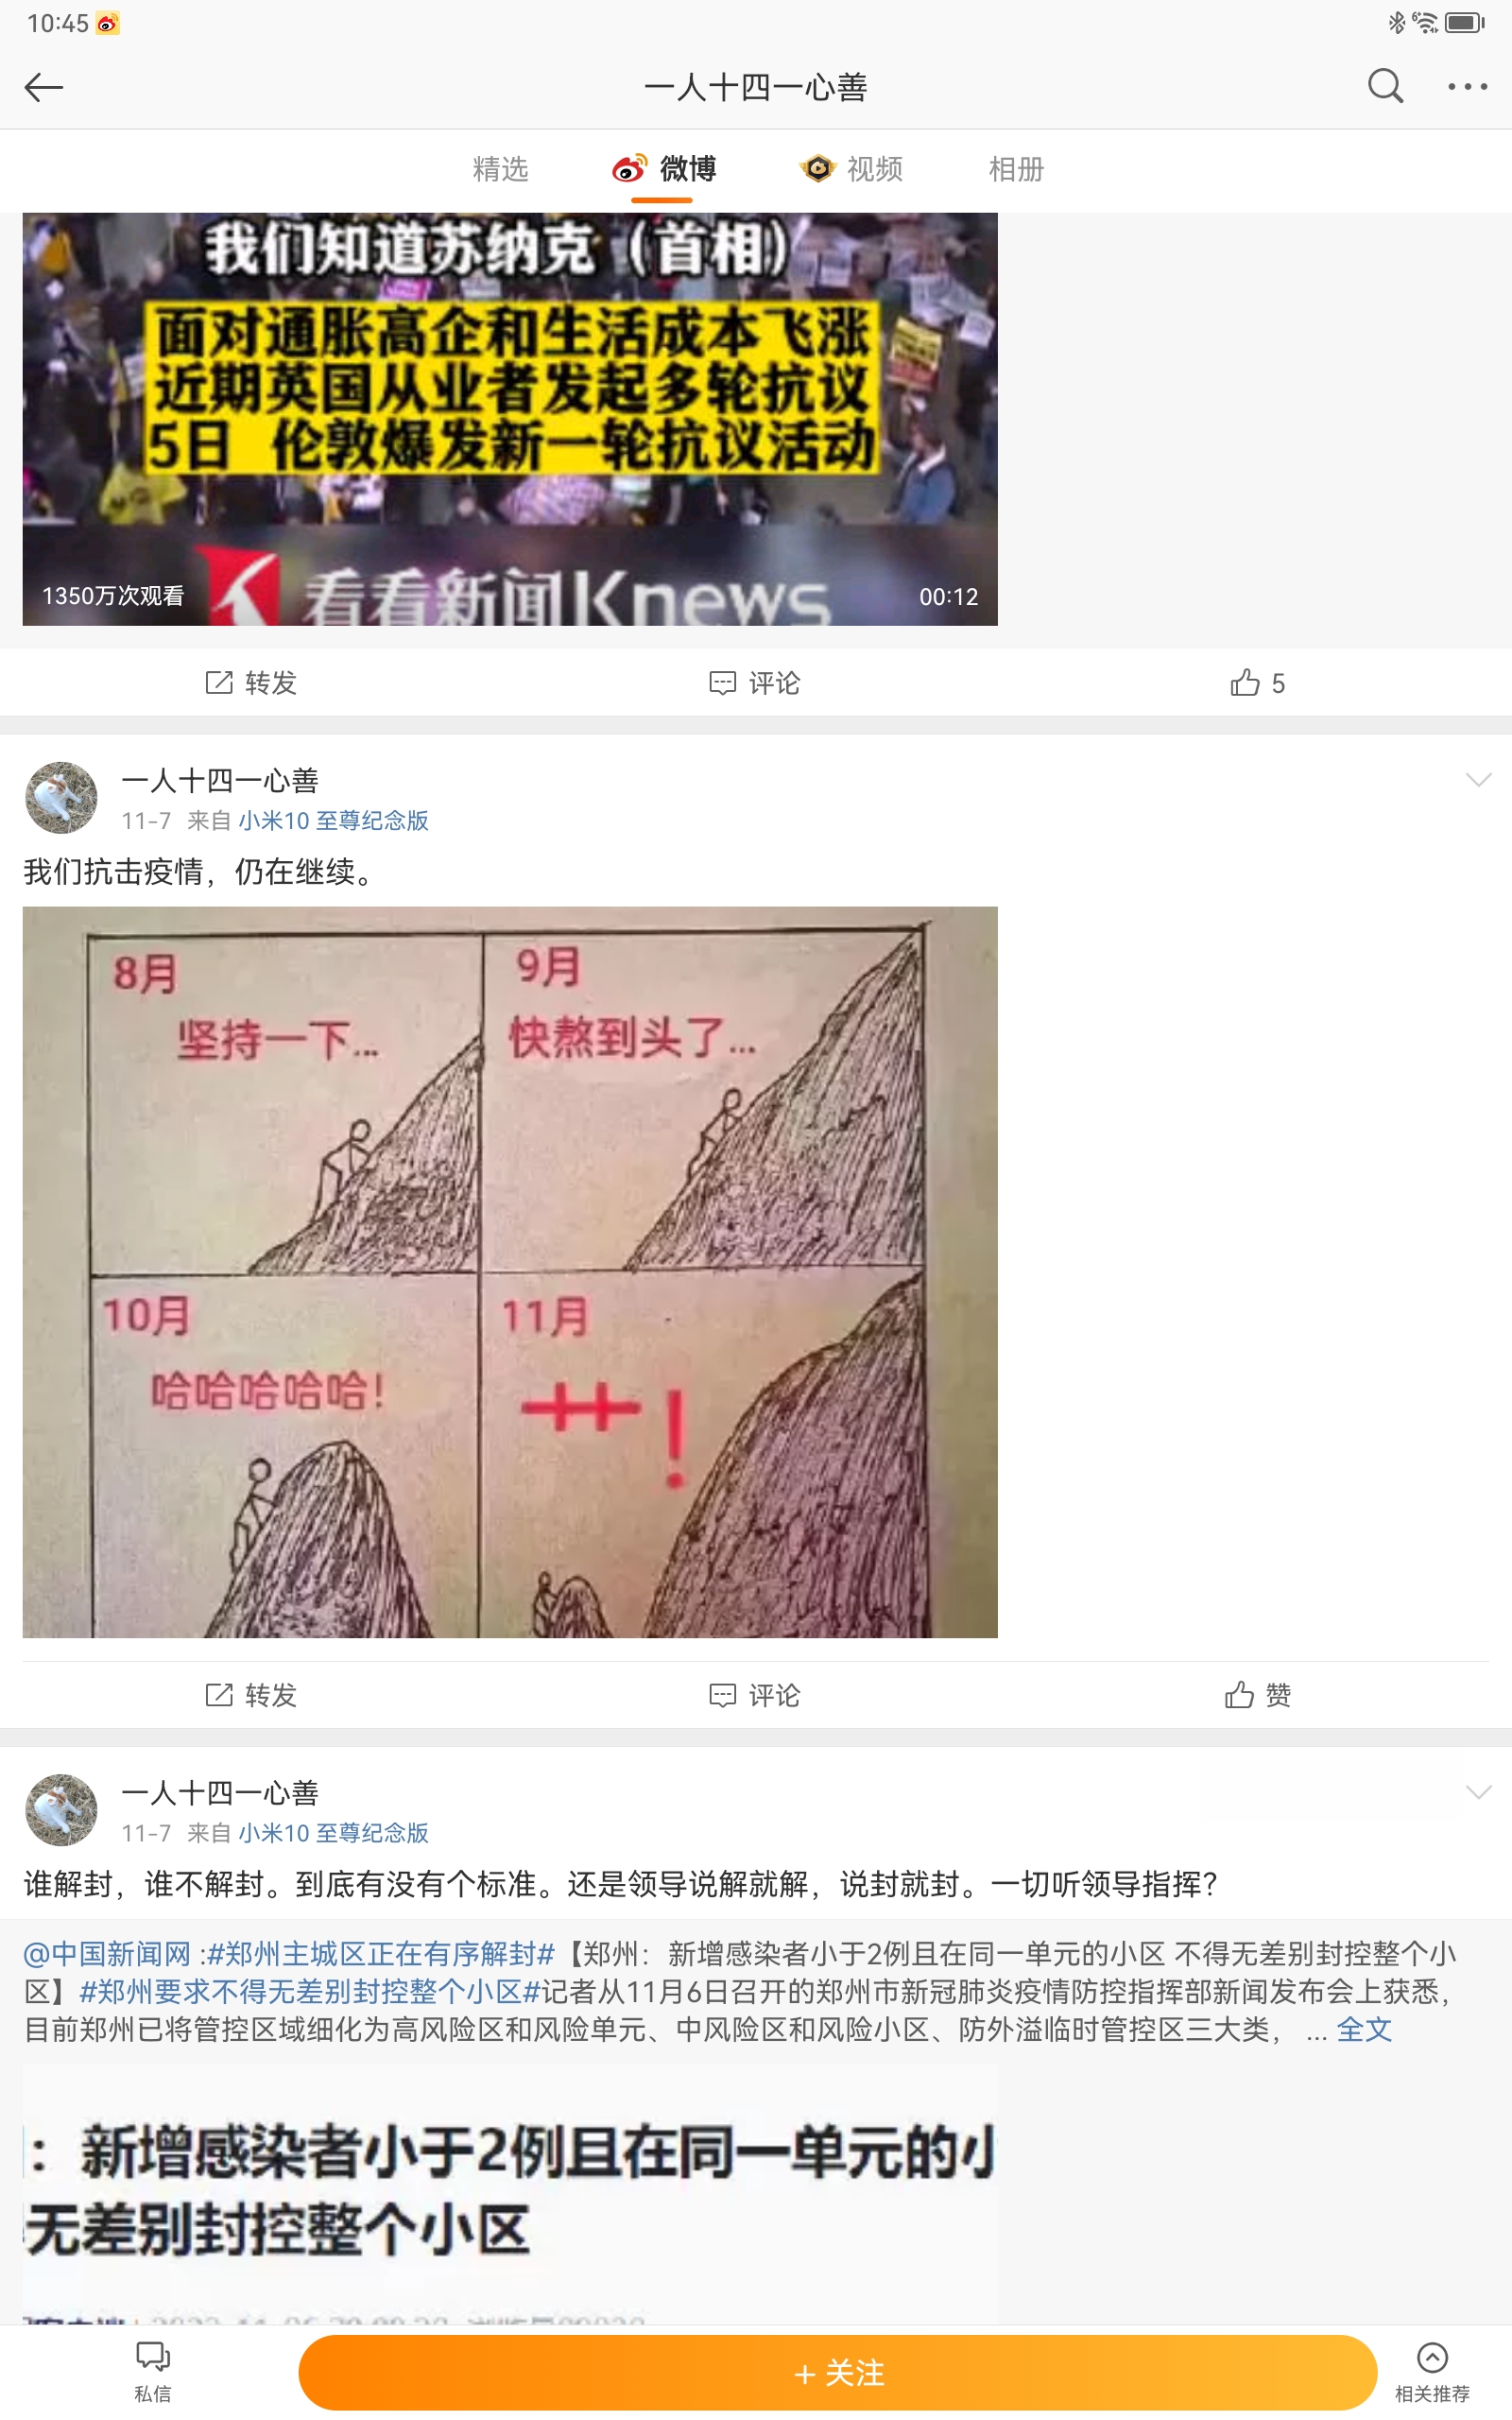 10:45
一人十四一心善
精选 微博 视频 相册
我们知道苏纳克（首相）
面对通胀高企和生活成本飞涨
近期英国从业者发起多轮抗议
5日 伦敦爆发新一轮抗议活动
看看新闻Knews
1350万次观看
00:12
转发 评论 5
一人十四一心善
11-7 来自 小米10 至尊纪念版
我们抗击疫情，仍在继续。
8月
坚持一下...
9月
快熬到头了...
10月
哈哈哈哈哈！
11月
艹！
转发 评论 赞
一人十四一心善
11-7 来自 小米10 至尊纪念版
谁解封，谁不解封。到底有没有个标准。还是领导说解就解，说封就封。一切听领导指挥？
@中国新闻网 :#郑州主城区正在有序解封#【郑州：新增感染者小于2例且在同一单元的小区 不得无差别封控整个小
区】#郑州要求不得无差别封控整个小区#记者从11月6日召开的郑州市新冠肺炎疫情防控指挥部新闻发布会上获悉，
目前郑州已将管控区域细化为高风险区和风险单元、中风险区和风险小区、防外溢临时管控区三大类， ... 全文
：新增感染者小于2例且在同一单元的小
无差别封控整个小区
私信
+ 关注
相关推荐